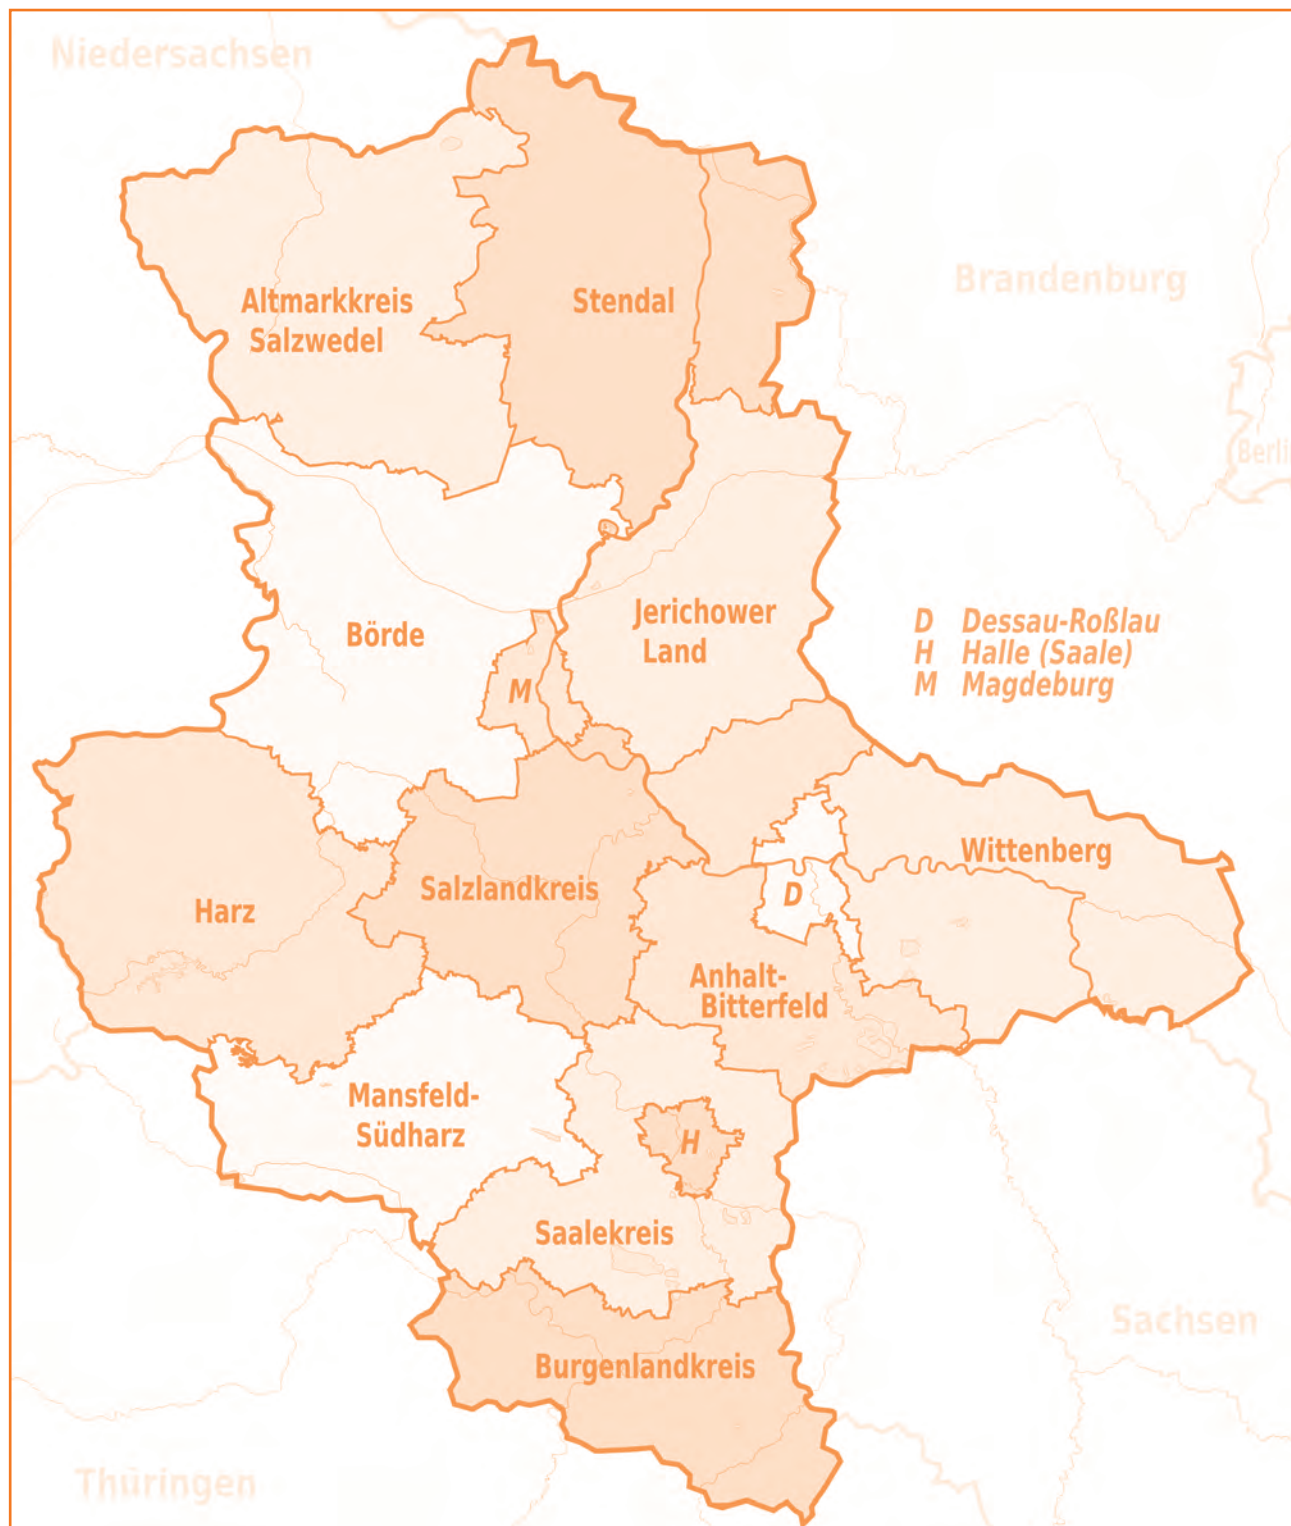 Niedersachsen
Brandenburg
Altmarkkreis
Salzwedel
Stendal
Berlin
Börde
Jerichower
Land
D Dessau-Roßlau
H Halle (Saale)
M Magdeburg
M
Wittenberg
Salzlandkreis
D
Harz
Anhalt-
Bitterfeld
Mansfeld-
Südharz
H
Saalekreis
Sachsen
Burgenlandkreis
Thüringen